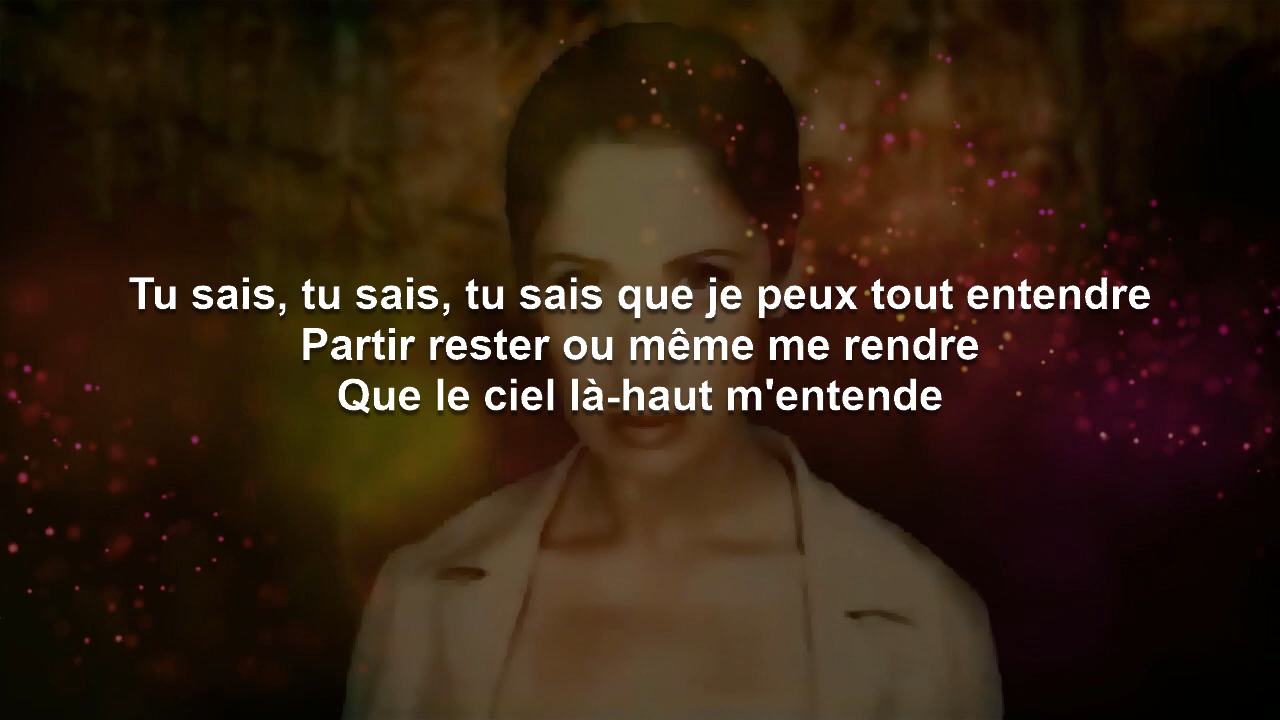 Tu sais, tu sais, tu sais que je peux tout entendre
Partir rester ou même me rendre
Que le ciel là-haut m'entende